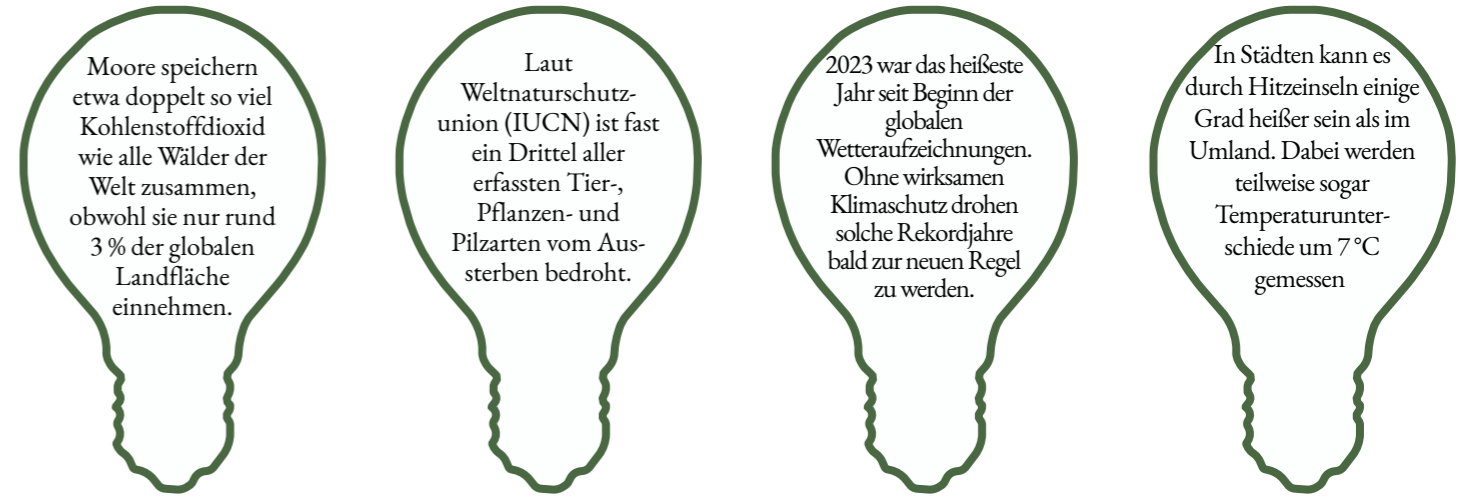 Moore speichern
etwa doppelt so viel
Kohlenstoffdioxid
wie alle Wälder der
Welt zusammen,
obwohl sie nur rund
3 % der globalen
Landfläche
einnehmen.
Laut
Weltnaturschutz-
union (IUCN) ist fast
ein Drittel aller
erfassten Tier-,
Pflanzen- und
Pilzarten vom Aus-
sterben bedroht.
2023 war das heißeste
Jahr seit Beginn der
globalen
Wetteraufzeichnungen.
Ohne wirksamen
Klimaschutz drohen
solche Rekordjahre
bald zur neuen Regel
zu werden.
In Städten kann es
durch Hitzeinseln einige
Grad heißer sein als im
Umland. Dabei werden
teilweise sogar
Temperaturunter-
schiede um 7 °C
gemessen